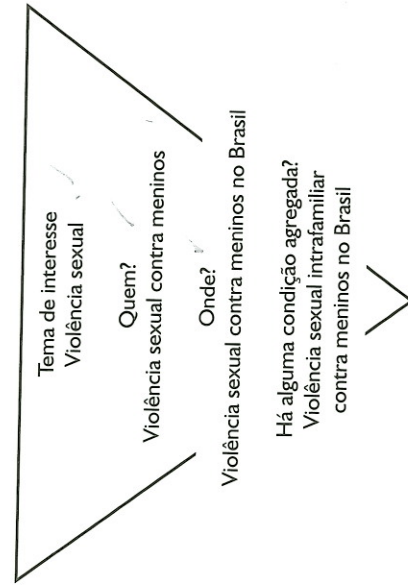 Tema de interesse
Violência sexual
Quem?
Violência sexual contra meninos
Onde?
Violência sexual contra meninos no Brasil
Há alguma condição agregada?
Violência sexual intrafamiliar
contra meninos no Brasil